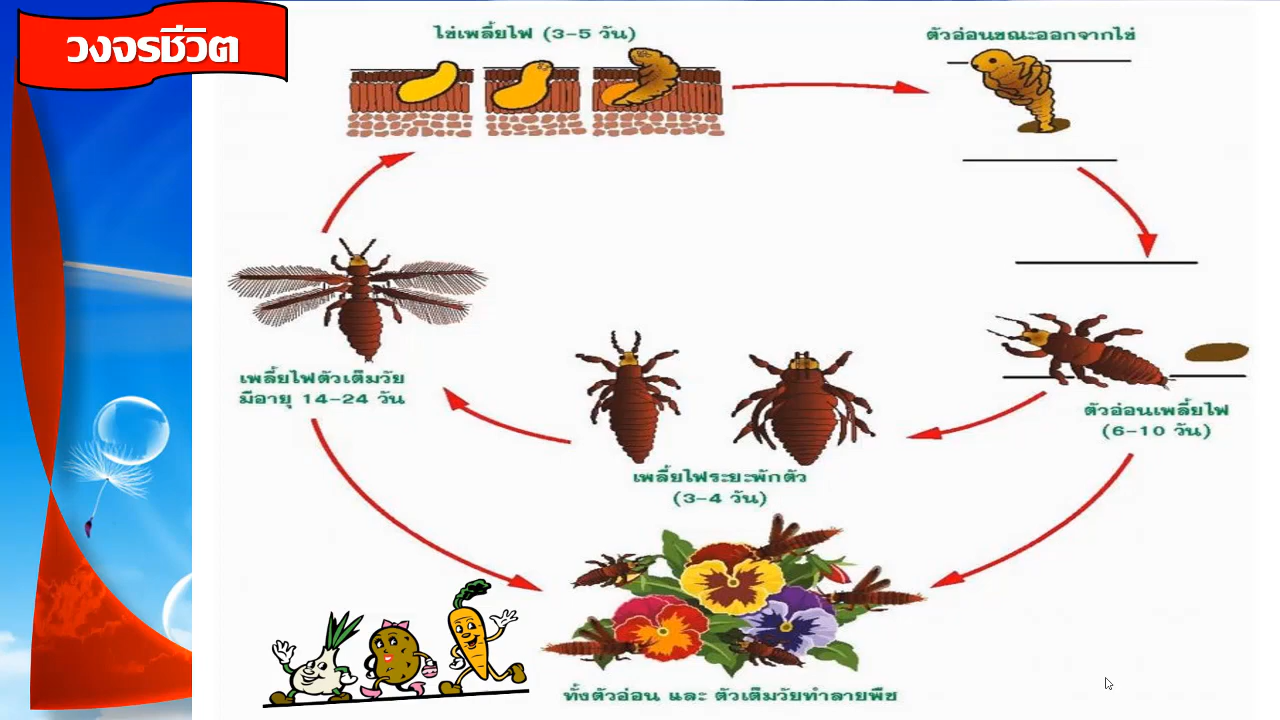 วงจรชีวิต
ไข่เพลี้ยไฟ (3-5 วัน)
ตัวอ่อนขณะออกจากไข่
เพลี้ยไฟตัวเต็มวัย
มีอายุ 14-24 วัน
ตัวอ่อนเพลี้ยไฟ
(6-10 วัน)
เพลี้ยไฟระยะพักตัว
(3-4 วัน)
ทั้งตัวอ่อน และ ตัวเต็มวัยทำลายพืช